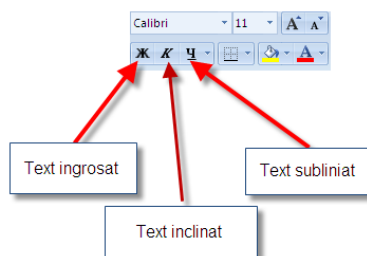 Calibri 11 A A
Ж К Ч А
Text ingrosat
Text subliniat
Text inclinat